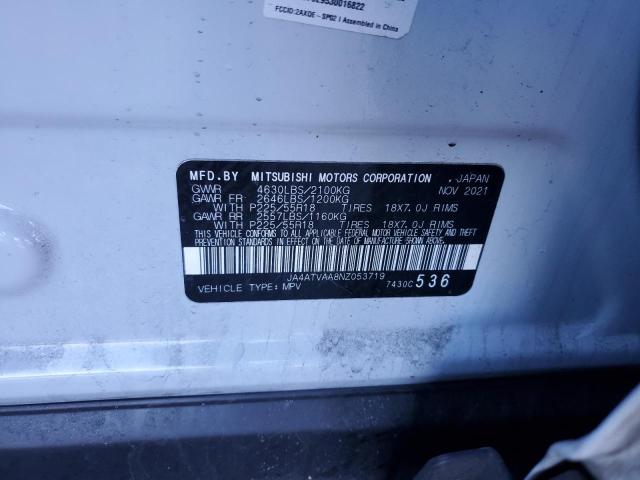 FCCID:2AXDE-SP02 | Assembled in China
MFD.BY MITSUBISHI MOTORS CORPORATION , JAPAN
GVWR 4630LBS/2100KG NOV 2021
GAWR FR 2646LBS/1200KG
WITH P225/55R18 TIRES 18X7.0J RIMS
GAWR RR 2557LBS/1160KG
WITH P225/55R18 TIRES 18X7.0J RIMS
THIS VEHICLE CONFORMS TO ALL APPLICABLE FEDERAL MOTOR VEHICLE SAFETY AND THEFT
PREVENTION STANDARDS IN EFFECT ON THE DATE OF MANUFACTURE SHOWN ABOVE.
JA4ATVAA8NZ053719
VEHICLE TYPE: MPV 7430C 536